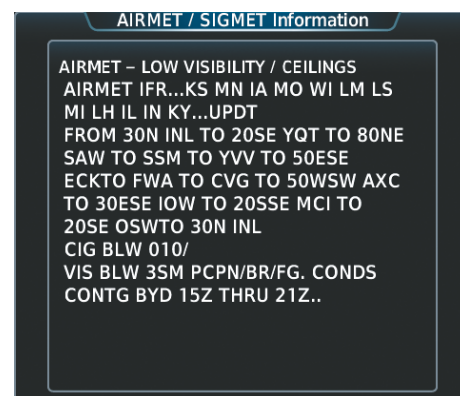 AIRMET / SIGMET Information
AIRMET – LOW VISIBILITY / CEILINGS
AIRMET IFR...KS MN IA MO WI LM LS
MI LH IL IN KY...UPDT
FROM 30N INL TO 20SE YQT TO 80NE
SAW TO SSM TO YVV TO 50ESE
ECKTO FWA TO CVG TO 50WSW AXC
TO 30ESE IOW TO 20SSE MCI TO
20SE OSWTO 30N INL
CIG BLW 010/
VIS BLW 3SM PCPN/BR/FG. CONDS
CONTG BYD 15Z THRU 21Z..